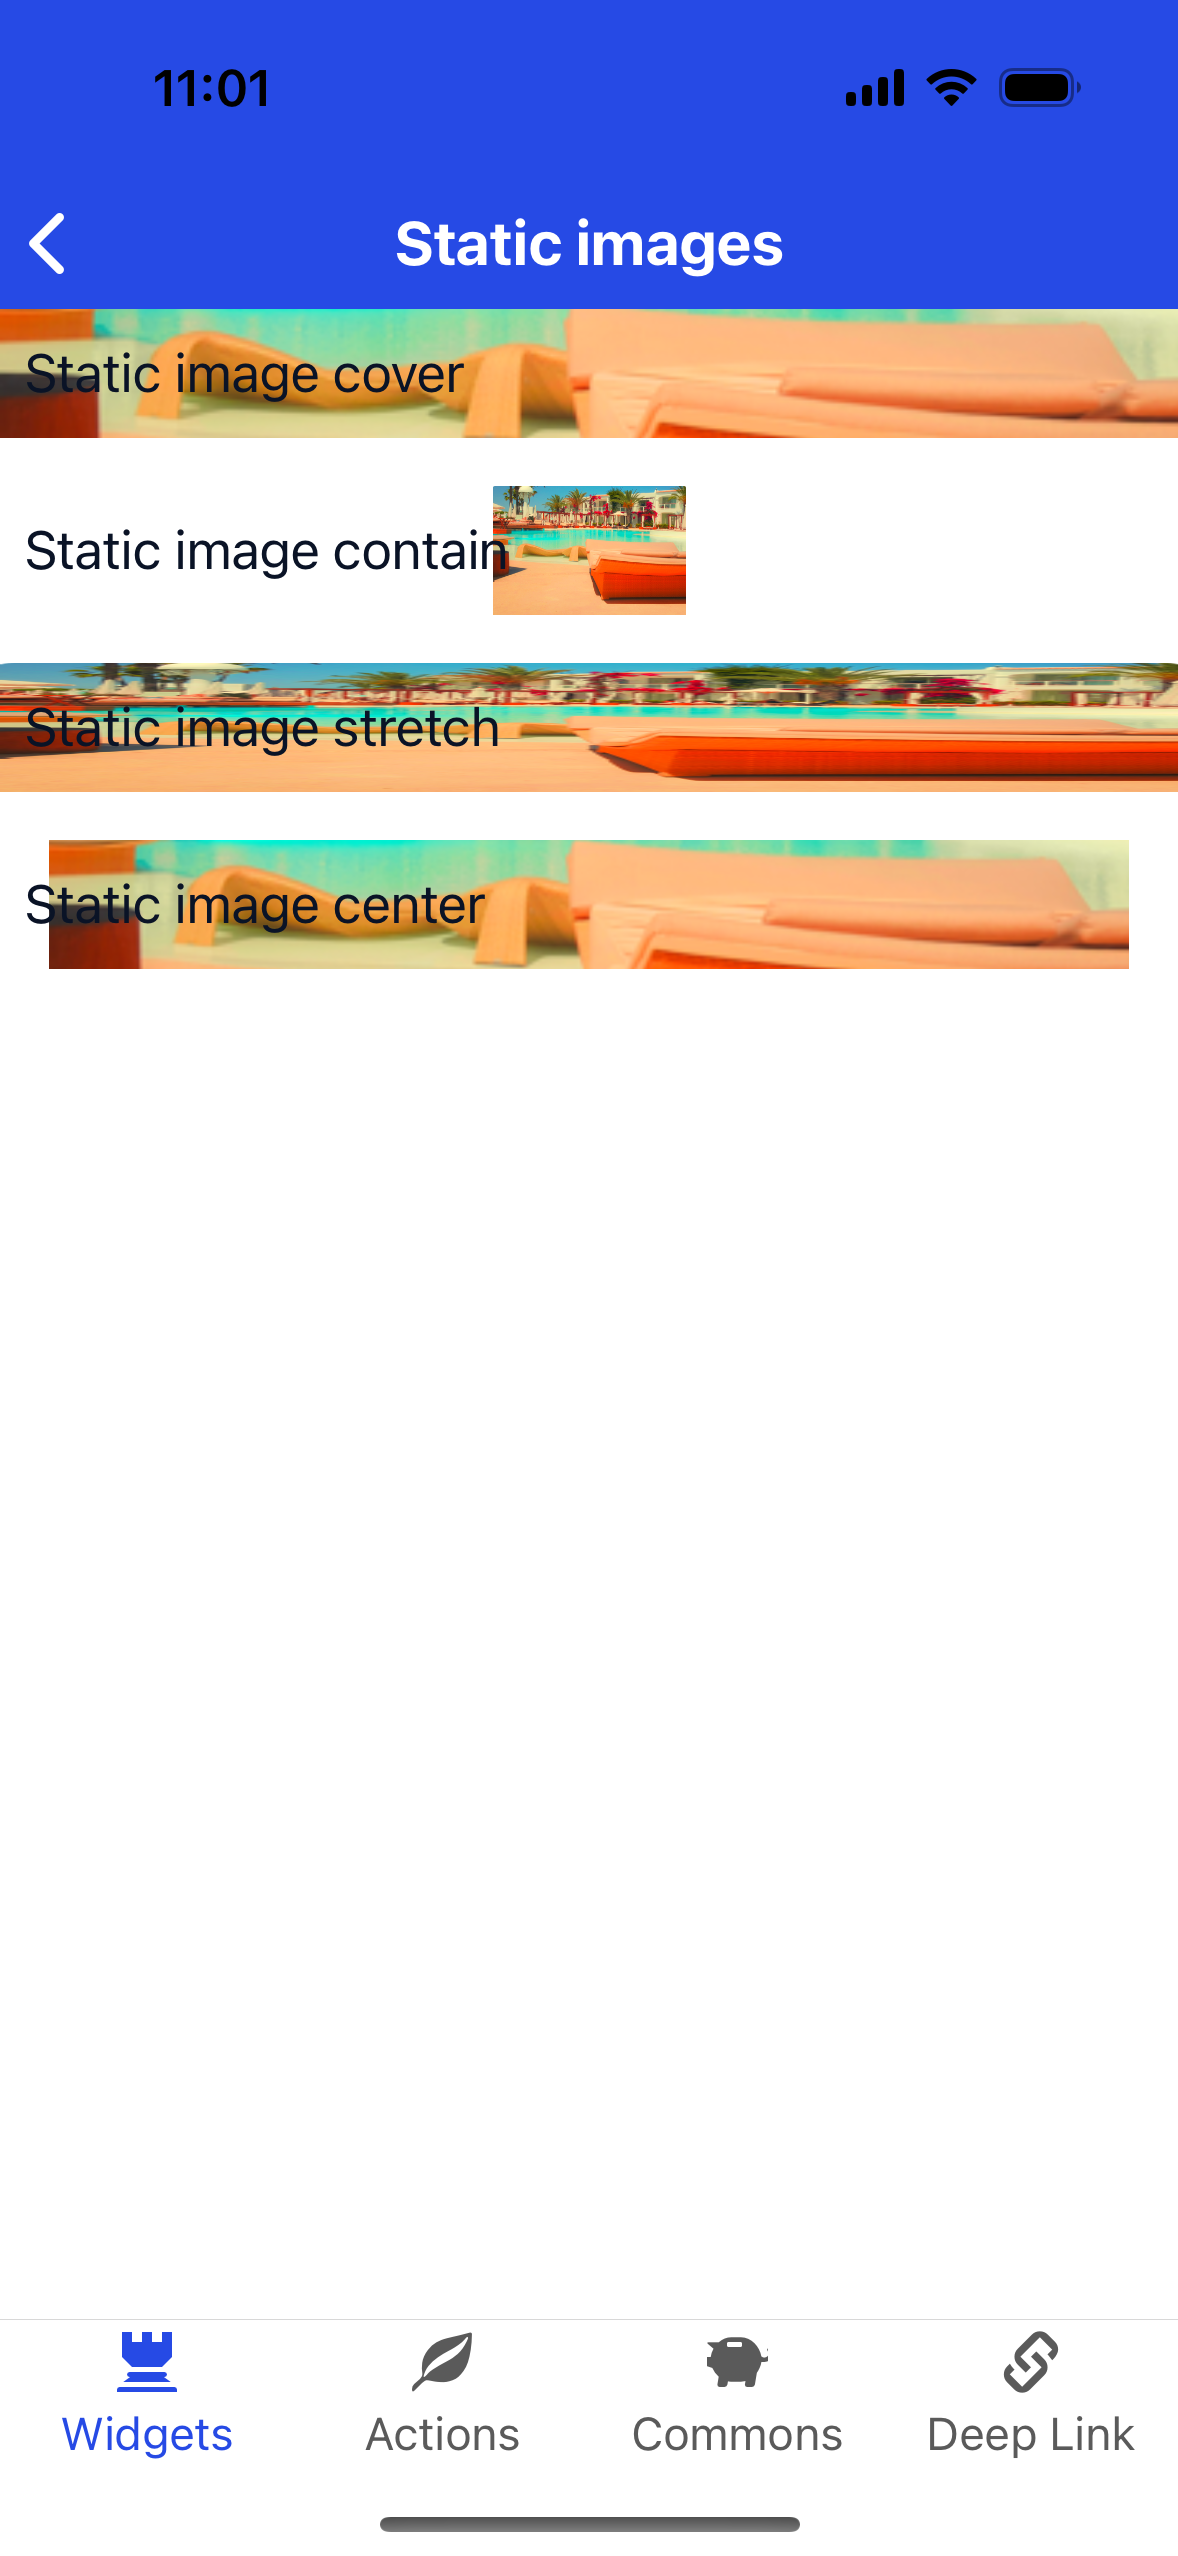 11:01
Static images
Static image cover
Static image contain
Static image stretch
Static image center
Widgets
Actions
Commons
Deep Link